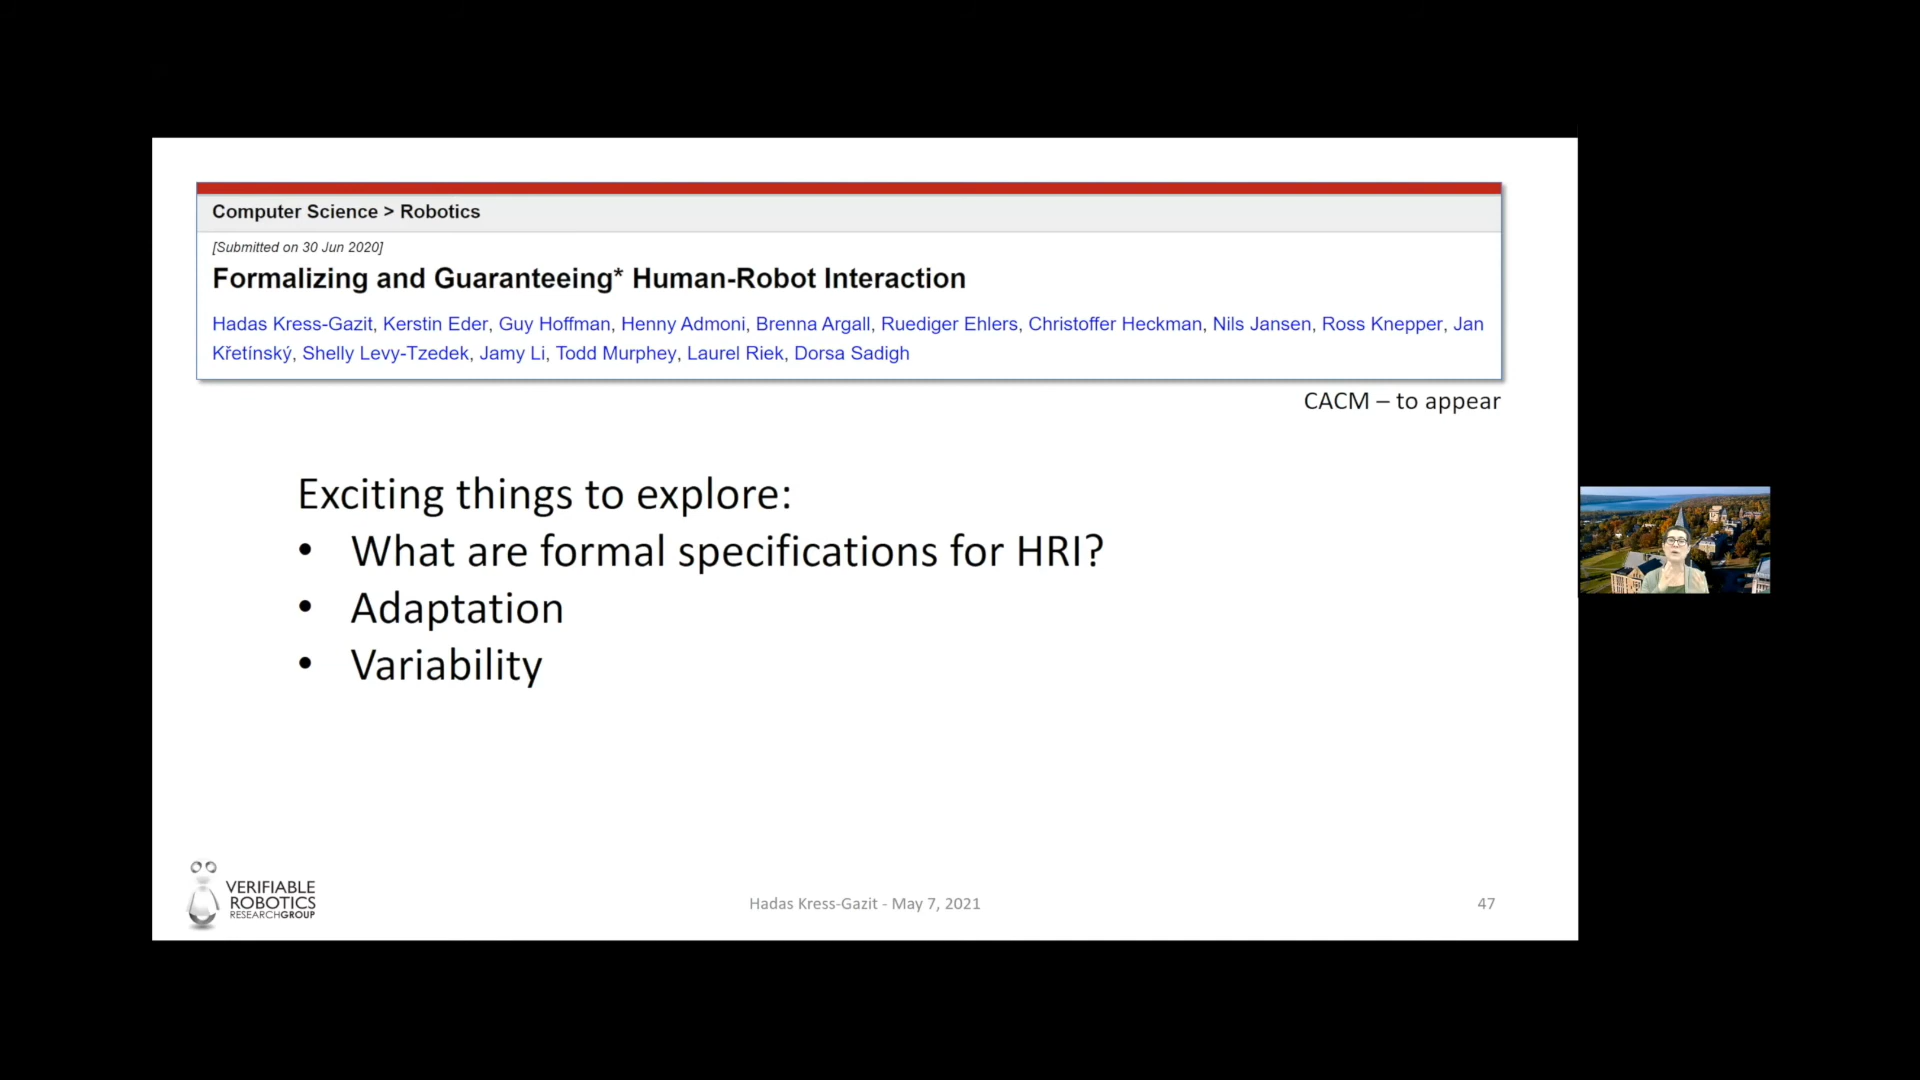 Computer Science > Robotics
[Submitted on 30 Jun 2020]
Formalizing and Guaranteeing* Human-Robot Interaction
Hadas Kress-Gazit, Kerstin Eder, Guy Hoffman, Henny Admoni, Brenna Argall, Ruediger Ehlers, Christoffer Heckman, Nils Jansen, Ross Knepper, Jan
Křetínský, Shelly Levy-Tzedek, Jamy Li, Todd Murphey, Laurel Riek, Dorsa Sadigh
CACM – to appear
Exciting things to explore:
• What are formal specifications for HRI?
• Adaptation
• Variability
VERIFIABLE
ROBOTICS
RESEARCHGROUP
Hadas Kress-Gazit - May 7, 2021
47